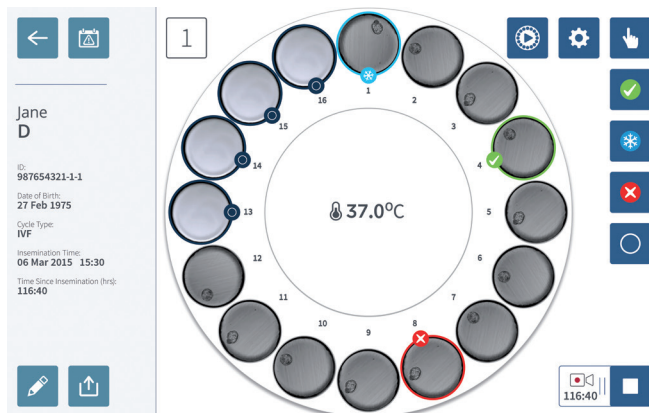 Jane
D
ID:
987654321-1-1
Date of Birth:
27 Feb 1975
Cycle Type:
IVF
Insemination Time:
06 Mar 2015 15:30
Time Since Insemination (hrs):
116:40
1
1
2
3
4
5
6
7
8
9
10
11
12
13
14
15
16
37.0°C
116:40